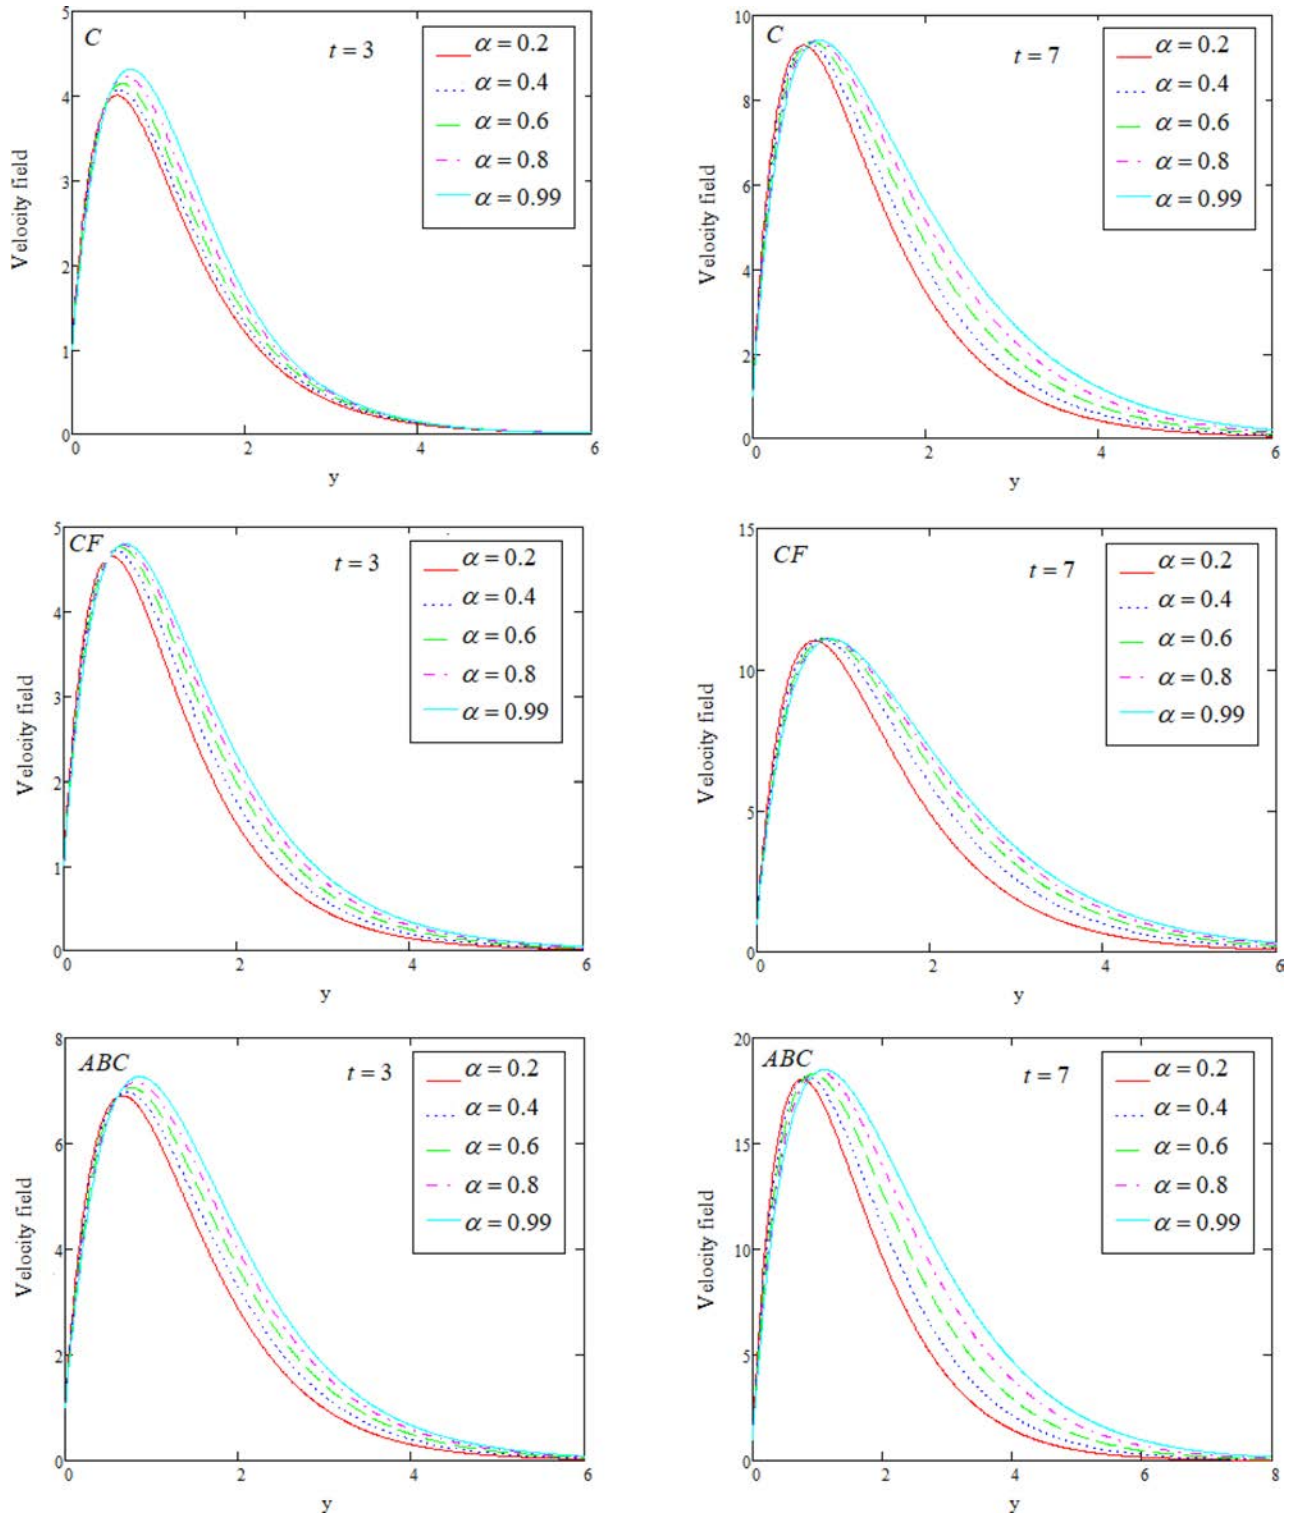 C
t = 3
α = 0.2
α = 0.4
α = 0.6
α = 0.8
α = 0.99
5
4
3
2
1
0
0 2 4 6
Velocity field
y
C
t = 7
α = 0.2
α = 0.4
α = 0.6
α = 0.8
α = 0.99
10
8
6
4
2
0
0 2 4 6
Velocity field
y
CF
t = 3
α = 0.2
α = 0.4
α = 0.6
α = 0.8
α = 0.99
5
4
3
2
1
0
0 2 4 6
Velocity field
y
CF
t = 7
α = 0.2
α = 0.4
α = 0.6
α = 0.8
α = 0.99
15
10
5
0
0 2 4 6
Velocity field
y
ABC
t = 3
α = 0.2
α = 0.4
α = 0.6
α = 0.8
α = 0.99
8
6
4
2
0
0 2 4 6
Velocity field
y
ABC
t = 7
α = 0.2
α = 0.4
α = 0.6
α = 0.8
α = 0.99
20
15
10
5
0
0 2 4 6 8
Velocity field
y